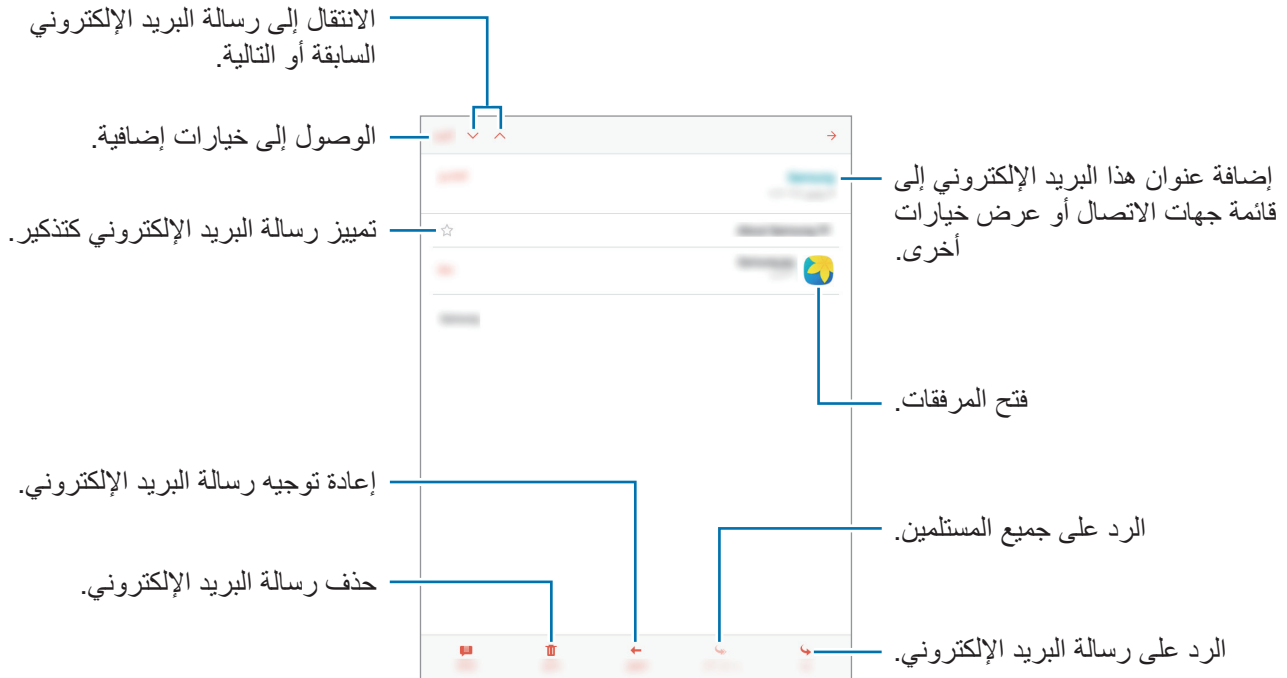 الانتقال إلى رسالة البريد الإلكتروني
السابقة أو التالية.
الوصول إلى خيارات إضافية.
إضافة عنوان هذا البريد الإلكتروني إلى
قائمة جهات الاتصال أو عرض خيارات
أخرى.
تمييز رسالة البريد الإلكتروني كتذكير.
فتح المرفقات.
إعادة توجيه رسالة البريد الإلكتروني.
الرد على جميع المستلمين.
حذف رسالة البريد الإلكتروني.
الرد على رسالة البريد الإلكتروني.